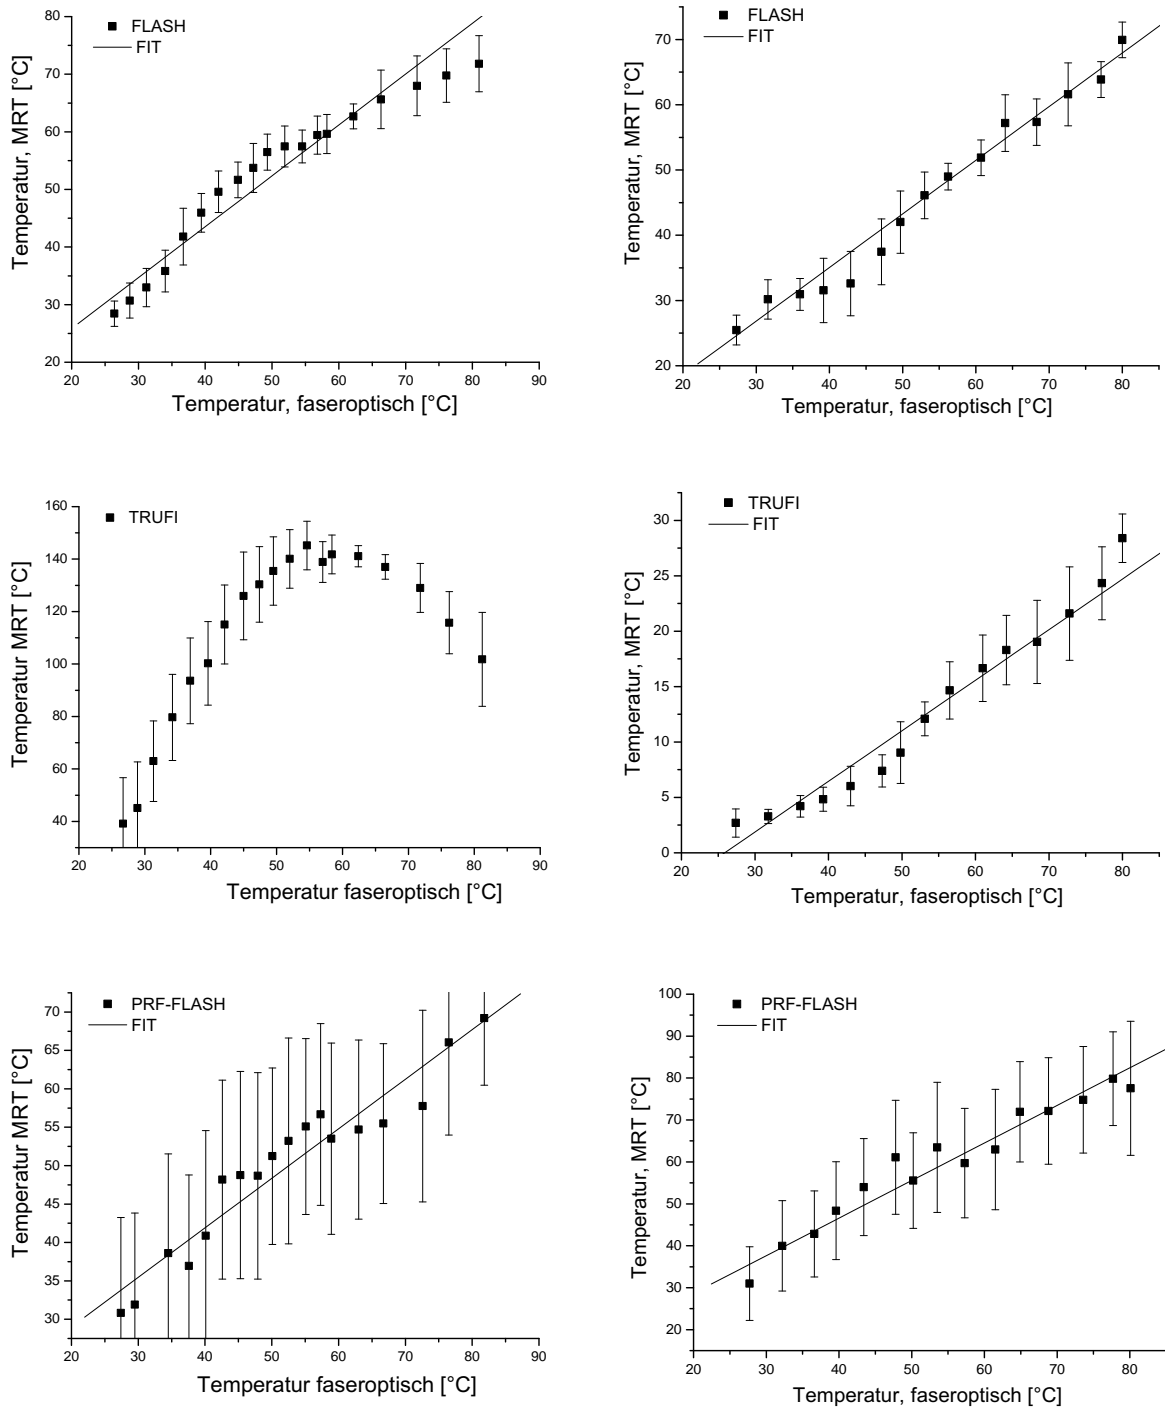 FLASH
FIT
Temperatur, MRT [°C]
80
70
60
50
40
30
20
20 30 40 50 60 70 80 90
Temperatur, faseroptisch [°C]
FLASH
FIT
Temperatur, MRT [°C]
70
60
50
40
30
20
20 30 40 50 60 70 80
Temperatur, faseroptisch [°C]
TRUFI
Temperatur MRT [°C]
160
140
120
100
80
60
40
20 30 40 50 60 70 80 90
Temperatur faseroptisch [°C]
TRUFI
FIT
Temperatur, MRT [°C]
30
25
20
15
10
5
0
20 30 40 50 60 70 80
Temperatur, faseroptisch [°C]
PRF-FLASH
FIT
Temperatur MRT [°C]
70
65
60
55
50
45
40
35
30
20 30 40 50 60 70 80 90
Temperatur faseroptisch [°C]
PRF-FLASH
FIT
Temperatur, MRT [°C]
100
90
80
70
60
50
40
30
20
20 30 40 50 60 70 80
Temperatur, faseroptisch [°C]